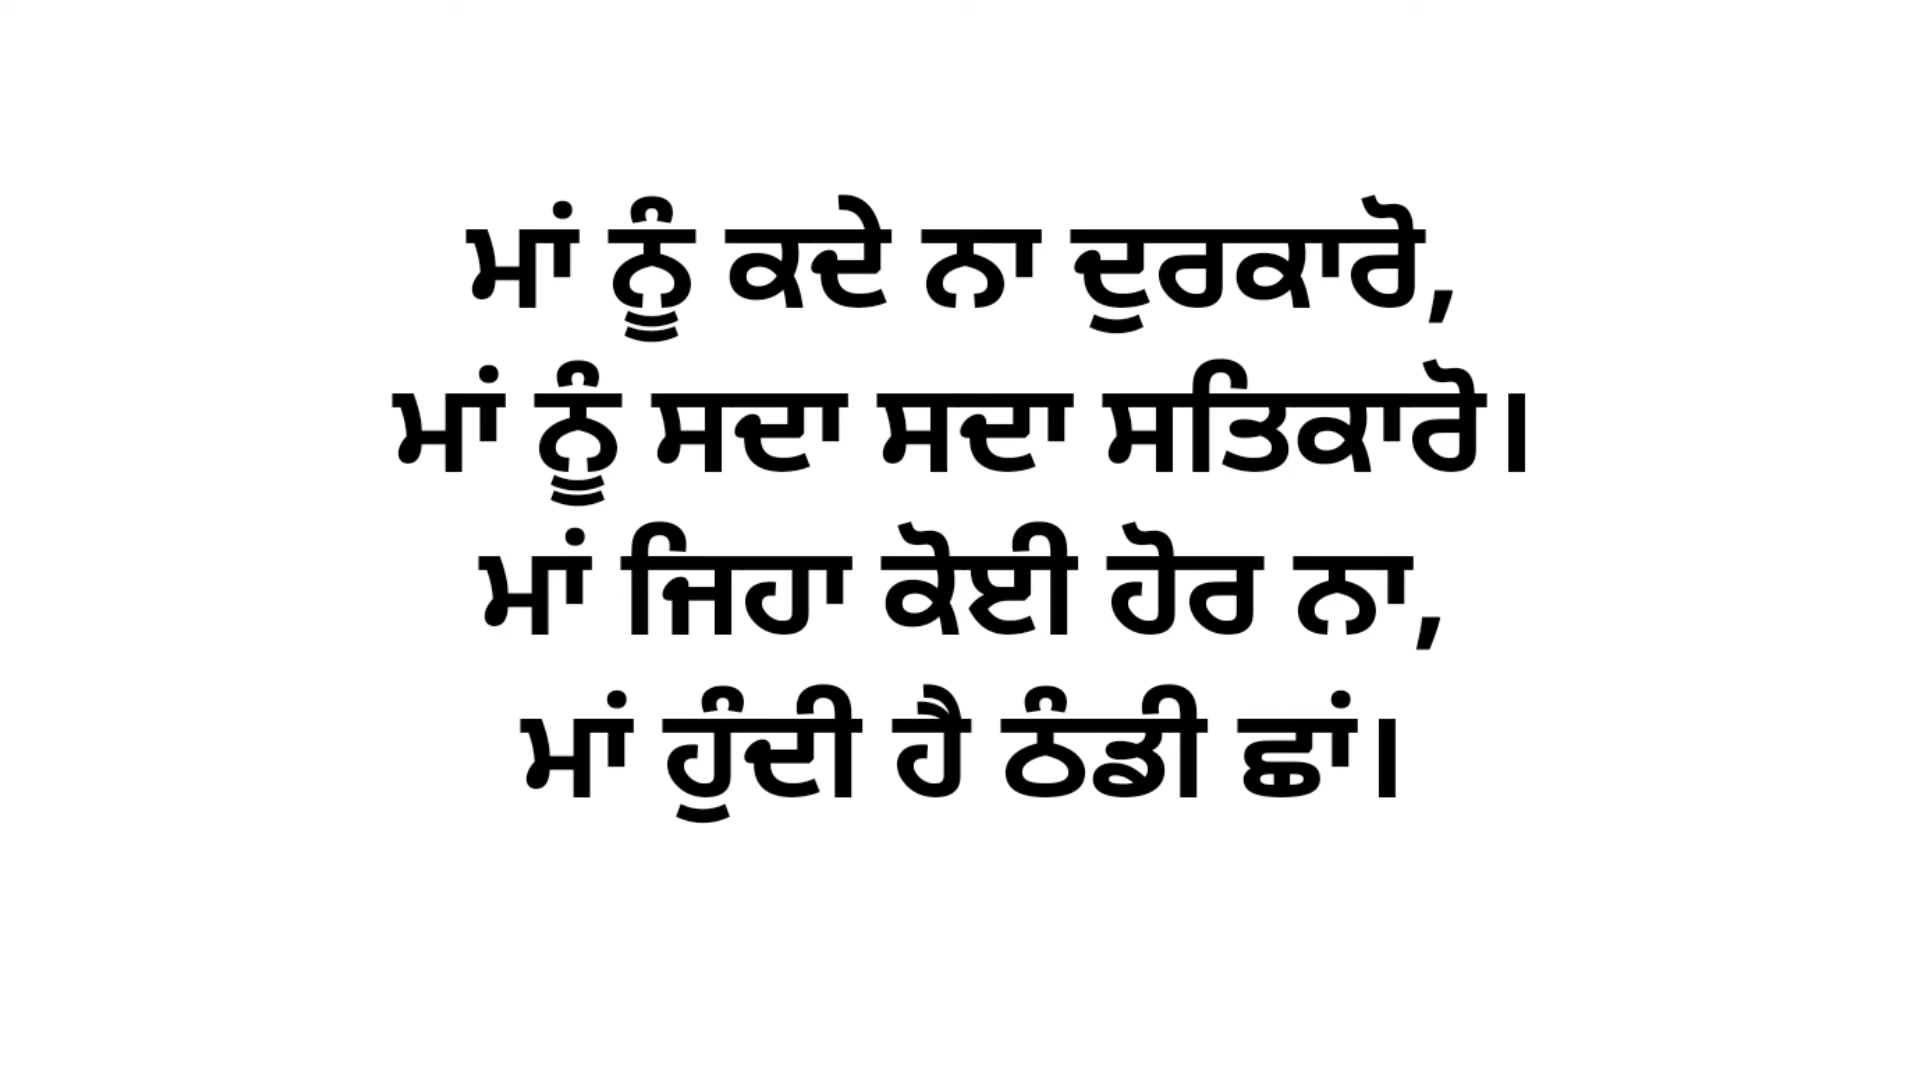 ਮਾਂ ਨੂੰ ਕਦੇ ਨਾ ਦੁਰਕਾਰੋ,
ਮਾਂ ਨੂੰ ਸਦਾ ਸਦਾ ਸਤਿਕਾਰੋ।
ਮਾਂ ਜਿਹਾ ਕੋਈ ਹੋਰ ਨਾ,
ਮਾਂ ਹੁੰਦੀ ਹੈ ਠੰਡੀ ਛਾਂ।